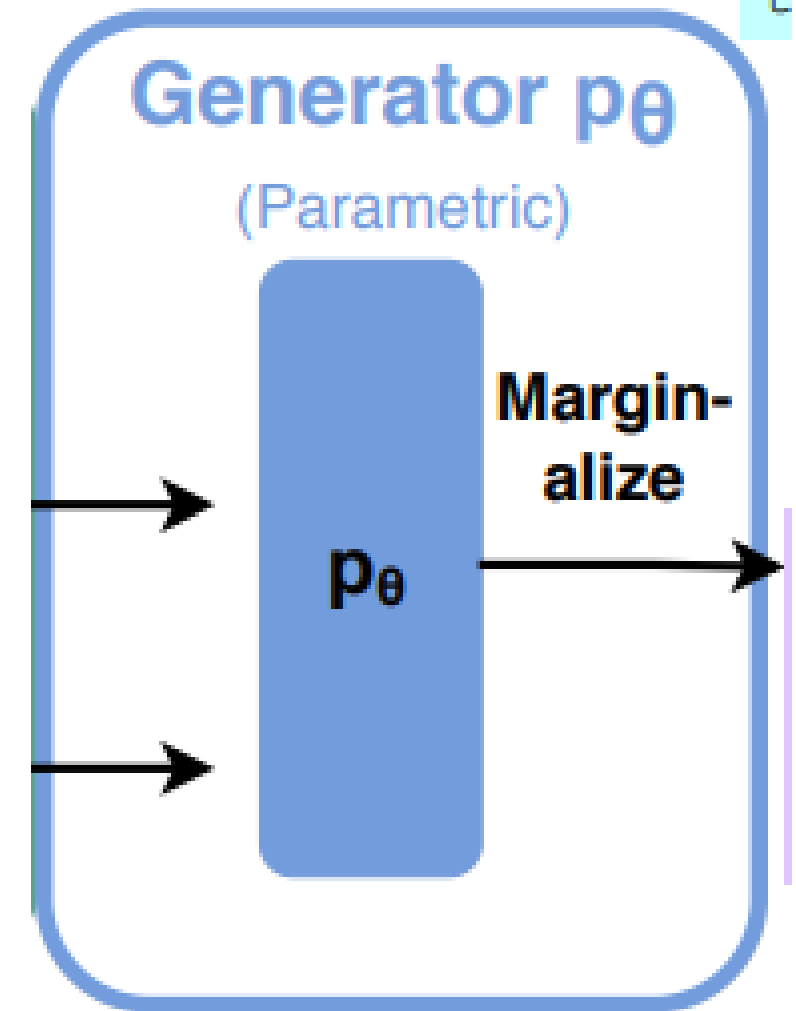 Generator pθ
(Parametric)
Margin-
alize
pθ